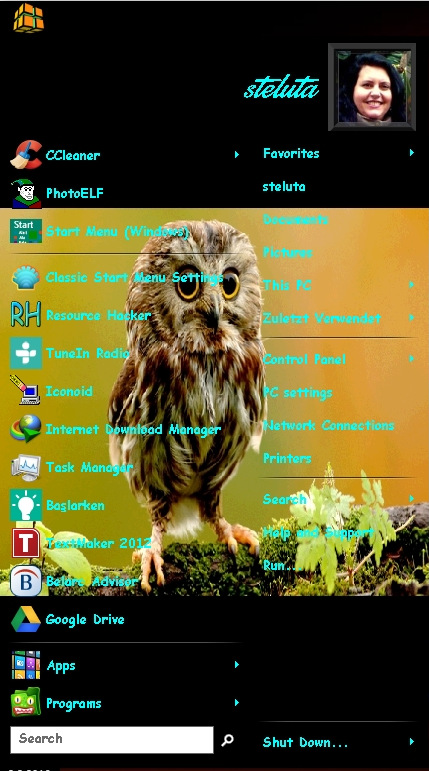 steluta
CCleaner
PhotoELF
Start Menu (Windows)
Classic Start Menu Settings
Resource Hacker
TuneIn Radio
Iconoid
Internet Download Manager
Task Manager
Başlarken
TextMaker 2012
Belarc Advisor
Google Drive
Apps
Programs
Search
Favorites
steluta
Documents
Pictures
This PC
Zuletzt Verwendet
Control Panel
PC settings
Network Connections
Printers
Search
Help and Support
Run...
Shut Down...